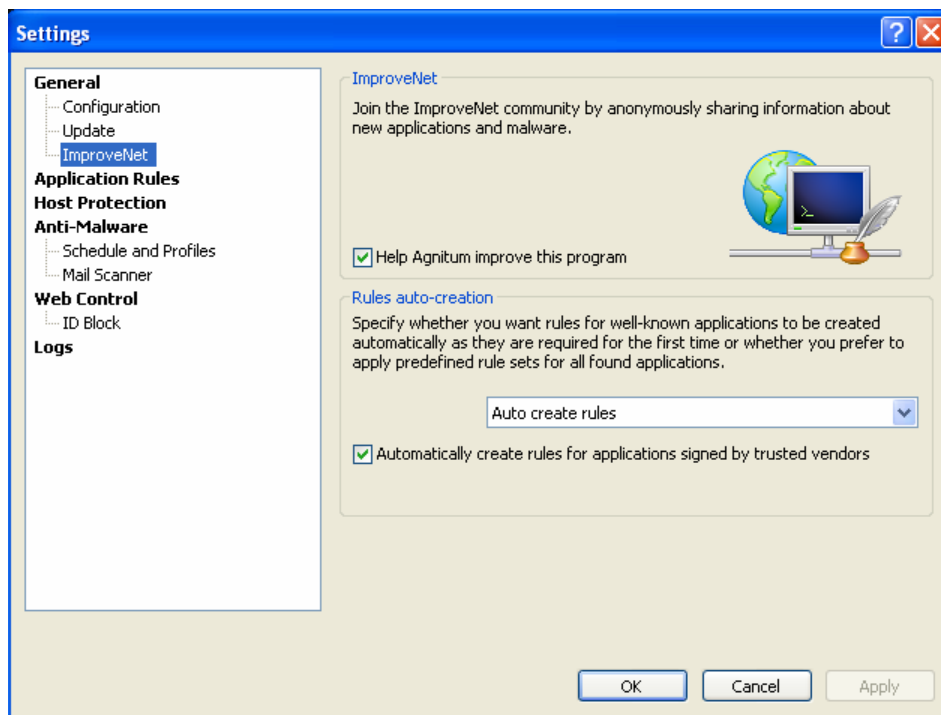 Settings
General
Configuration
Update
ImproveNet
Application Rules
Host Protection
Anti-Malware
Schedule and Profiles
Mail Scanner
Web Control
ID Block
Logs
ImproveNet
Join the ImproveNet community by anonymously sharing information about
new applications and malware.
Help Agnitum improve this program
Rules auto-creation
Specify whether you want rules for well-known applications to be created
automatically as they are required for the first time or whether you prefer to
apply predefined rule sets for all found applications.
Auto create rules
Automatically create rules for applications signed by trusted vendors
OK
Cancel
Apply